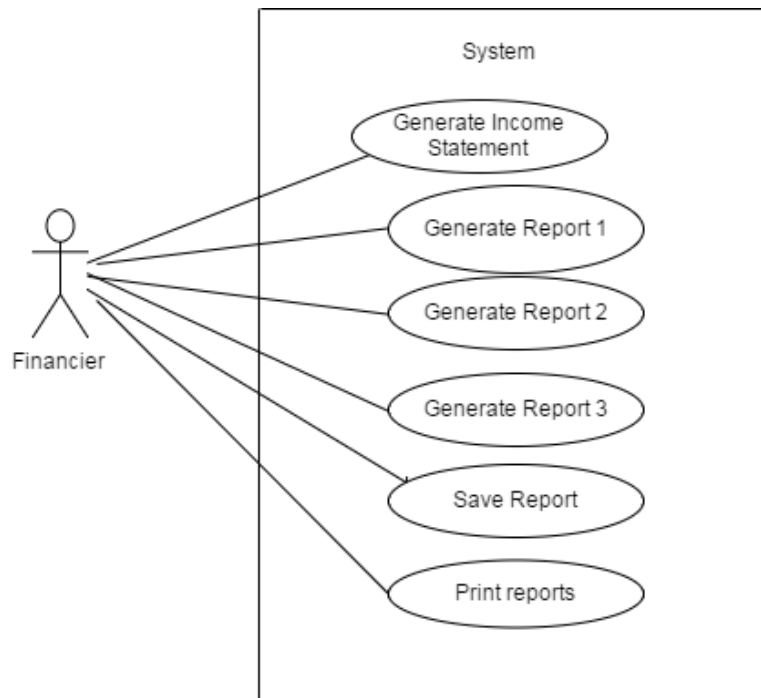 System
Generate Income
Statement
Generate Report 1
Generate Report 2
Financier
Generate Report 3
Save Report
Print reports